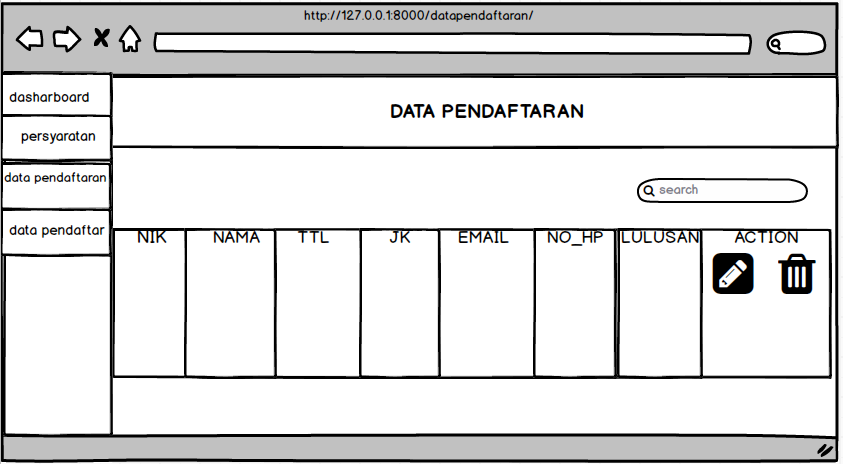 http://127.0.0.1:8000/datapendaftaran/
dasharboard
persyaratan
data pendaftaran
data pendaftar
DATA PENDAFTARAN
search
NIK NAMA TTL JK EMAIL NO_HP LULUSAN ACTION